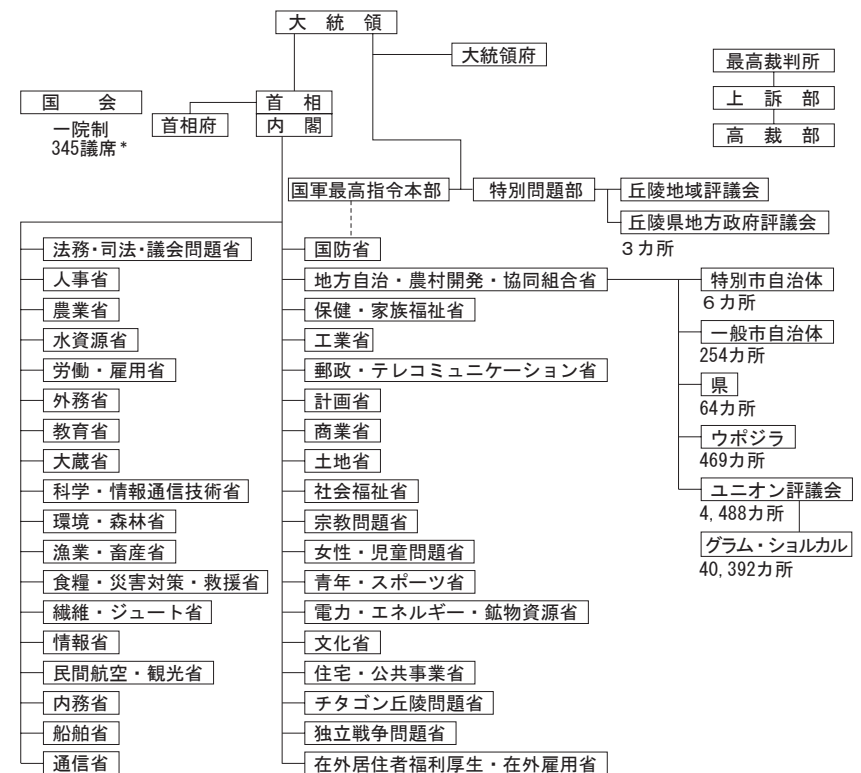 大統領
大統領府
最高裁判所
上訴部
高裁部
国会
一院制
345議席*
首相府
首相
内閣
国軍最高指令本部
特別問題部
丘陵地域評議会
丘陵県地方政府評議会
3カ所
法務・司法・議会問題省
人事省
農業省
水資源省
労働・雇用省
外務省
教育省
大蔵省
科学・情報通信技術省
環境・森林省
漁業・畜産省
食糧・災害対策・救援省
繊維・ジュート省
情報省
民間航空・観光省
内務省
船舶省
通信省
国防省
地方自治・農村開発・協同組合省
保健・家族福祉省
工業省
郵政・テレコミュニケーション省
計画省
商業省
土地省
社会福祉省
宗教問題省
女性・児童問題省
青年・スポーツ省
電力・エネルギー・鉱物資源省
文化省
住宅・公共事業省
チタゴン丘陵問題省
独立戦争問題省
在外居住者福利厚生・在外雇用省
特別市自治体
6カ所
一般市自治体
254カ所
県
64カ所
ウポジラ
469カ所
ユニオン評議会
4,488カ所
グラム・ショルカル
40,392カ所